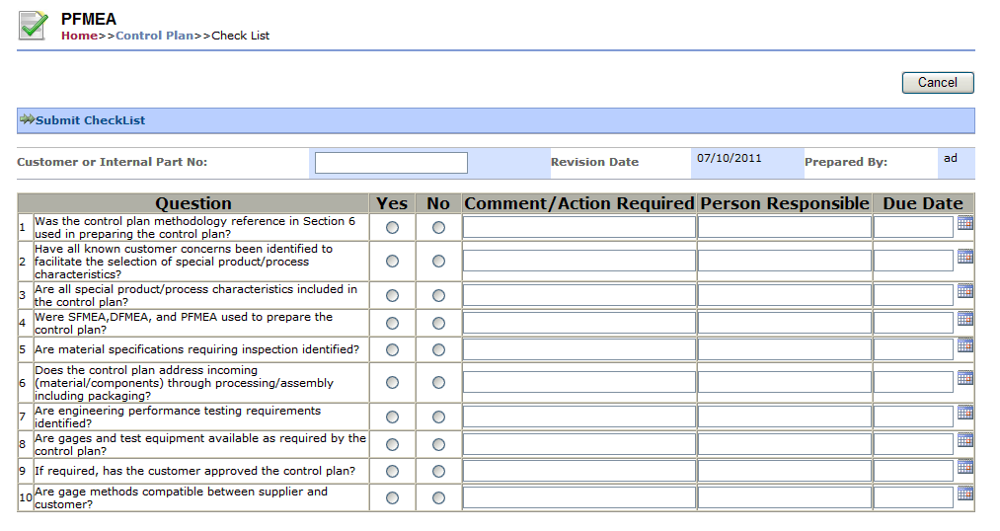 PFMEA
Home>>Control Plan>>Check List
Cancel
Submit CheckList
Customer or Internal Part No: Revision Date 07/10/2011 Prepared By: ad
Question Yes No Comment/Action Required Person Responsible Due Date
1 Was the control plan methodology reference in Section 6
used in preparing the control plan?
2 Have all known customer concerns been identified to
facilitate the selection of special product/process
characteristics?
3 Are all special product/process characteristics included in
the control plan?
4 Were SFMEA,DFMEA, and PFMEA used to prepare the
control plan?
5 Are material specifications requiring inspection identified?
6 Does the control plan address incoming
(material/components) through processing/assembly
including packaging?
7 Are engineering performance testing requirements
identified?
8 Are gages and test equipment available as required by the
control plan?
9 If required, has the customer approved the control plan?
10 Are gage methods compatible between supplier and
customer?